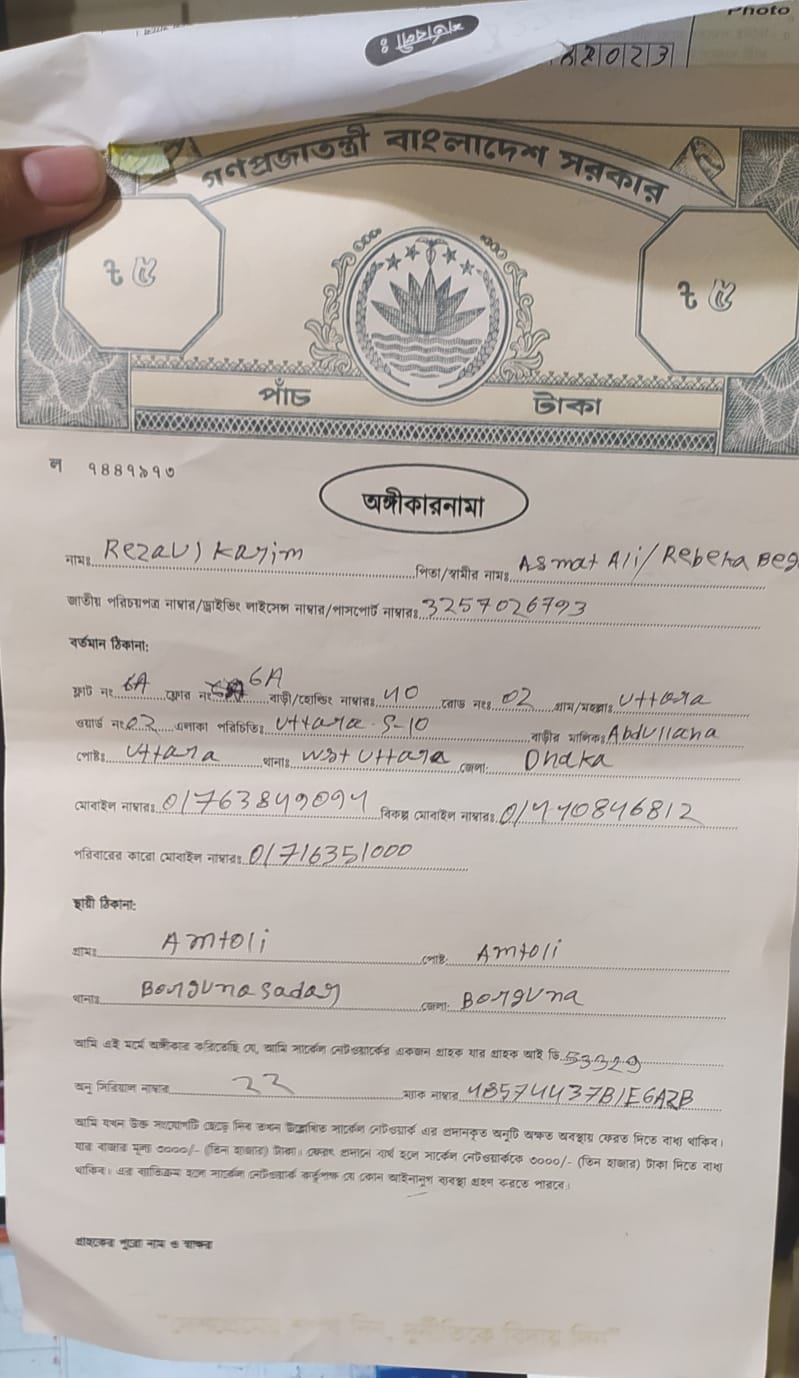 Photo
শর্তাবলী :
2023
গণপ্রজাতন্ত্রী বাংলাদেশ সরকার
৳ ৫ ৳ ৫
পাঁচ টাকা
ল ৭৪৪৭৯৭৩
অঙ্গীকারনামা
নামঃ Rezaul Karim পিতা/স্বামীর নামঃ Asmat Ali/Rebeka Beg
জাতীয় পরিচয়পত্র নাম্বার/ড্রাইভিং লাইসেন্স নাম্বার/পাসপোর্ট নাম্বারঃ 3257026793
বর্তমান ঠিকানা:
ফ্লাট নং 6A ফ্লোর নং 6A বাড়ী/হোল্ডিং নাম্বারঃ 40 রোড নংঃ 02 গ্রাম/মহল্লাঃ Uttara
ওয়ার্ড নং এলাকা পরিচিতিঃ Uttara S-10 বাড়ীর মালিকঃ Abdullaha
পোষ্টঃ Uttara থানাঃ West Uttara জেলা: Dhaka
মোবাইল নাম্বারঃ 01763849094 বিকল্প মোবাইল নাম্বারঃ
পরিবারের কারো মোবাইল নাম্বারঃ 01716351000
স্থায়ী ঠিকানা:
গ্রামঃ Amtoli পোষ্ট: Amtoli
থানাঃ Borguna Sadar জেলা: Borguna
আমি এই মর্মে অঙ্গীকার করিতেছি যে, আমি সার্কেল নেটওয়ার্কের একজন গ্রাহক যার গ্রাহক আইডি 53329
অনু সিরিয়াল নাম্বার 22 ম্যাক নাম্বার
আমি যখন উক্ত সংযোগটি ছেড়ে দিব তখন উল্লেখিত সার্কেল নেটওয়ার্ক এর প্রদানকৃত অনুটি অক্ষত অবস্থায় ফেরত দিতে বাধ্য থাকিব।
যার বাজার মূল্য ৩০০০/- (তিন হাজার) টাকা। ফেরৎ প্রদানে ব্যর্থ হলে সার্কেল নেটওয়ার্ককে ৩০০০/- (তিন হাজার) টাকা দিতে বাধ্য
থাকিব। এর ব্যতিক্রম হলে সার্কেল নেটওয়ার্ক কর্তৃপক্ষ যে কোন আইনানুগ ব্যবস্থা গ্রহণ করতে পারবে।
গ্রাহকের পুরো নাম ও স্বাক্ষর